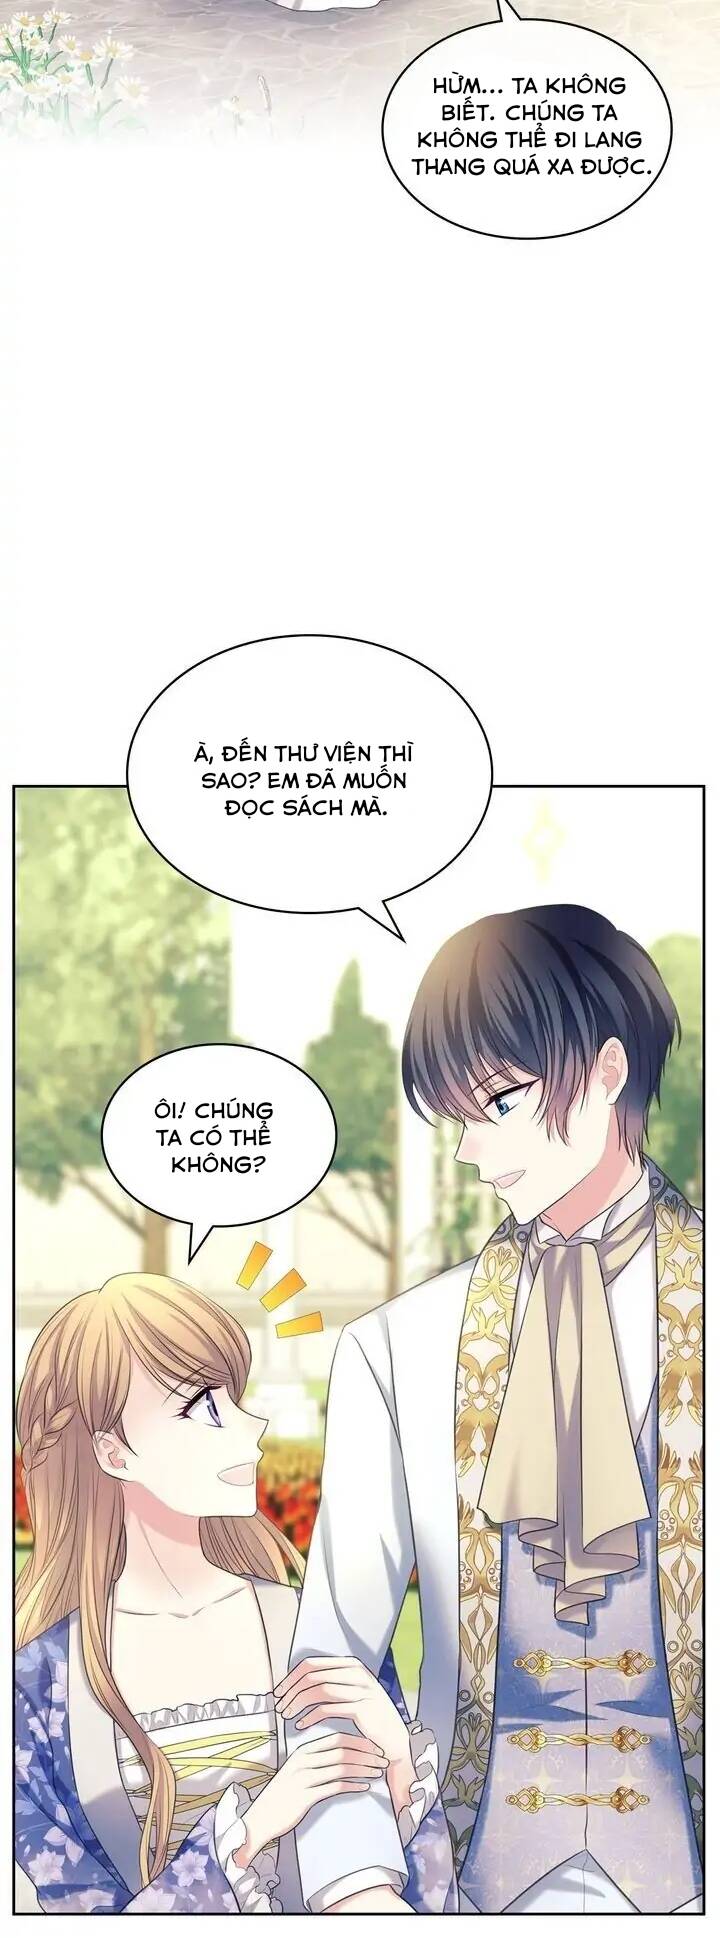 HỪM... TA KHÔNG
BIẾT. CHÚNG TA
KHÔNG THỂ ĐI LANG
THANG QUÁ XA ĐƯỢC.
À, ĐẾN THƯ VIỆN THÌ
SAO? EM ĐÃ MUỐN
ĐỌC SÁCH MÀ.
ÔI! CHÚNG
TA CÓ THỂ
KHÔNG?